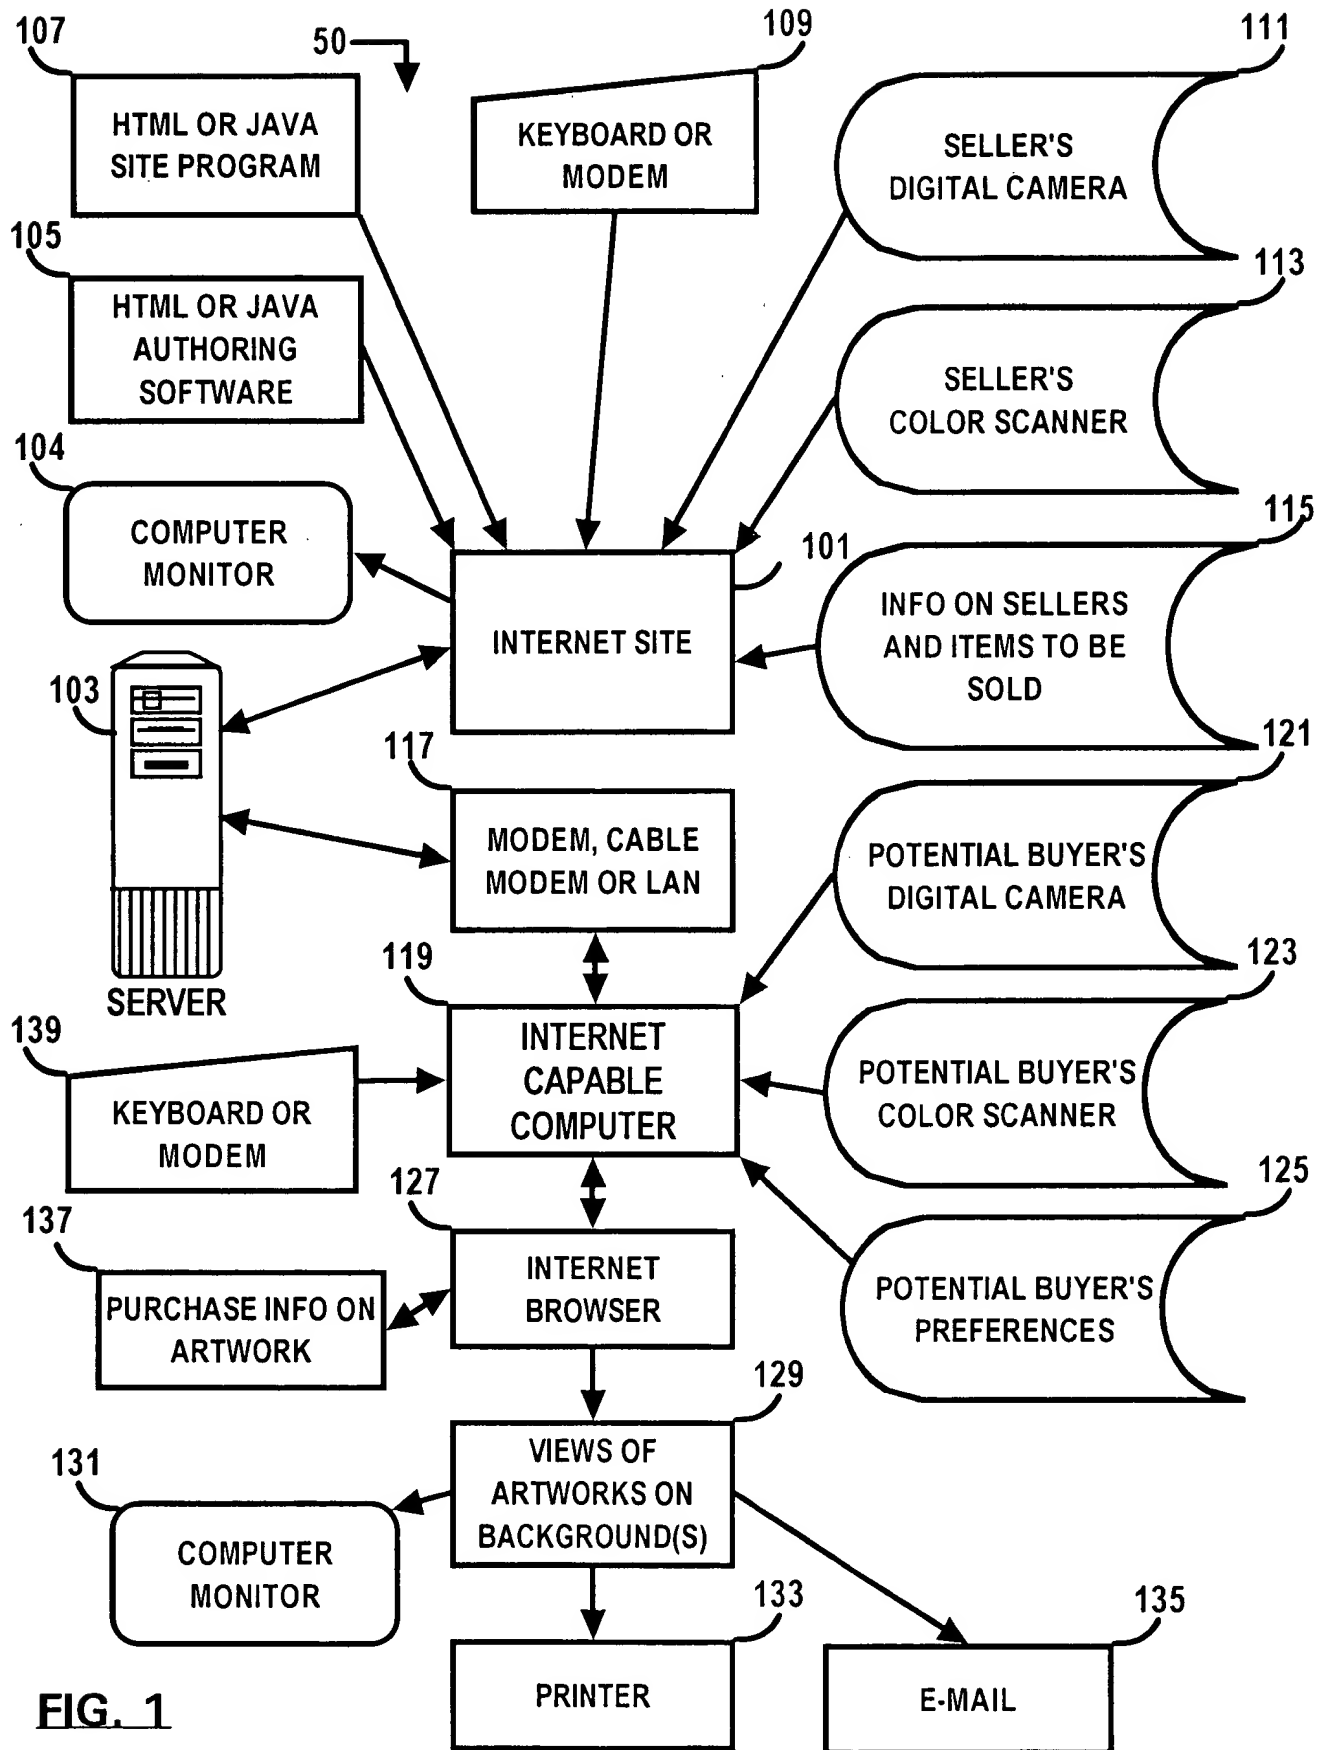 107
50
109
111
HTML OR JAVA
SITE PROGRAM
KEYBOARD OR
MODEM
SELLER'S
DIGITAL CAMERA
105
113
HTML OR JAVA
AUTHORING
SOFTWARE
SELLER'S
COLOR SCANNER
104
115
COMPUTER
MONITOR
101
INTERNET SITE
INFO ON SELLERS
AND ITEMS TO BE
SOLD
103
117
121
MODEM, CABLE
MODEM OR LAN
POTENTIAL BUYER'S
DIGITAL CAMERA
SERVER
119
123
139
INTERNET
CAPABLE
COMPUTER
KEYBOARD OR
MODEM
POTENTIAL BUYER'S
COLOR SCANNER
127
125
137
INTERNET
BROWSER
PURCHASE INFO ON
ARTWORK
POTENTIAL BUYER'S
PREFERENCES
129
131
VIEWS OF
ARTWORKS ON
BACKGROUND(S)
COMPUTER
MONITOR
133
135
PRINTER
E-MAIL
FIG. 1